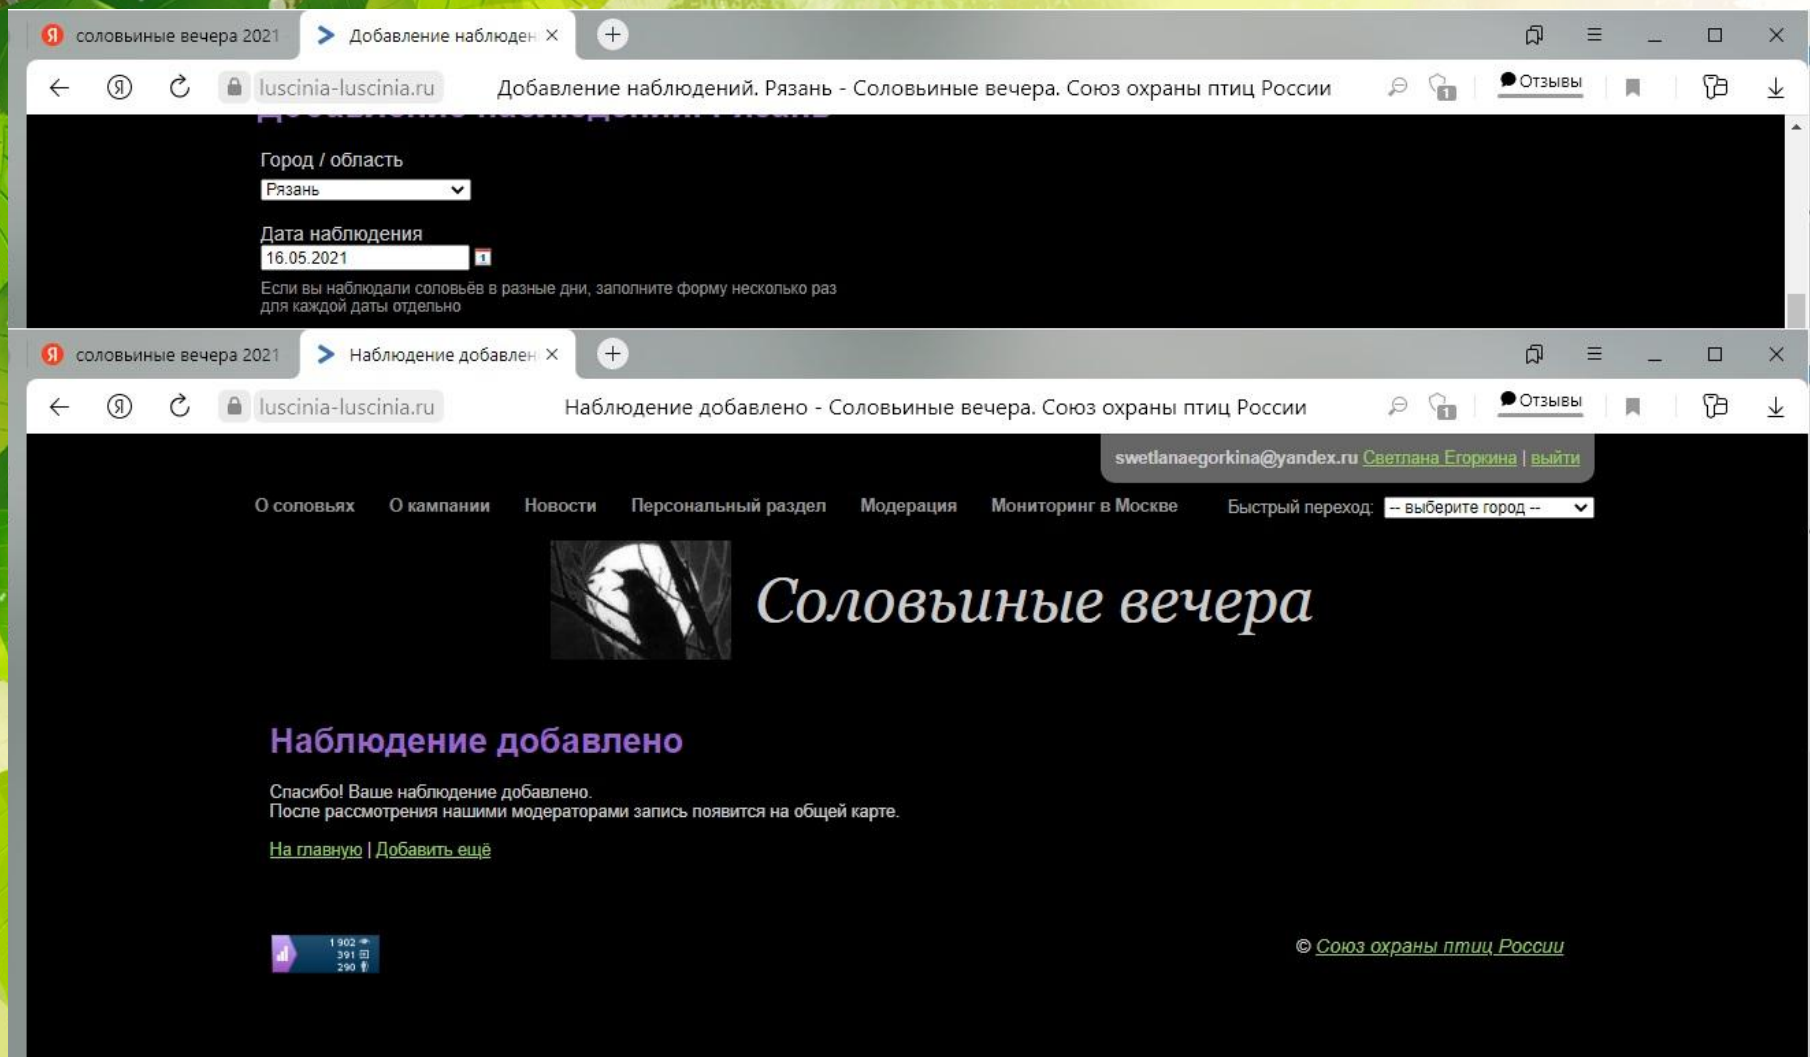 соловьиные вечера 2021
Добавление наблюден
luscinia-luscinia.ru
Добавление наблюдений. Рязань - Соловьиные вечера. Союз охраны птиц России
1
Отзывы
Добавление наблюдений. Рязань
Город / область
Рязань
Дата наблюдения
16.05.2021
Если вы наблюдали соловьёв в разные дни, заполните форму несколько раз
для каждой даты отдельно
соловьиные вечера 2021
Наблюдение добавлен
luscinia-luscinia.ru
Наблюдение добавлено - Соловьиные вечера. Союз охраны птиц России
1
Отзывы
swetlanaegorkina@yandex.ru Светлана Егоркина | выйти
О соловьях О кампании Новости Персональный раздел Модерация Мониторинг в Москве Быстрый переход: -- выберите город --
Соловьиные вечера
Наблюдение добавлено
Спасибо! Ваше наблюдение добавлено.
После рассмотрения нашими модераторами запись появится на общей карте.
На главную | Добавить ещё
1 902
391
290
© Союз охраны птиц России